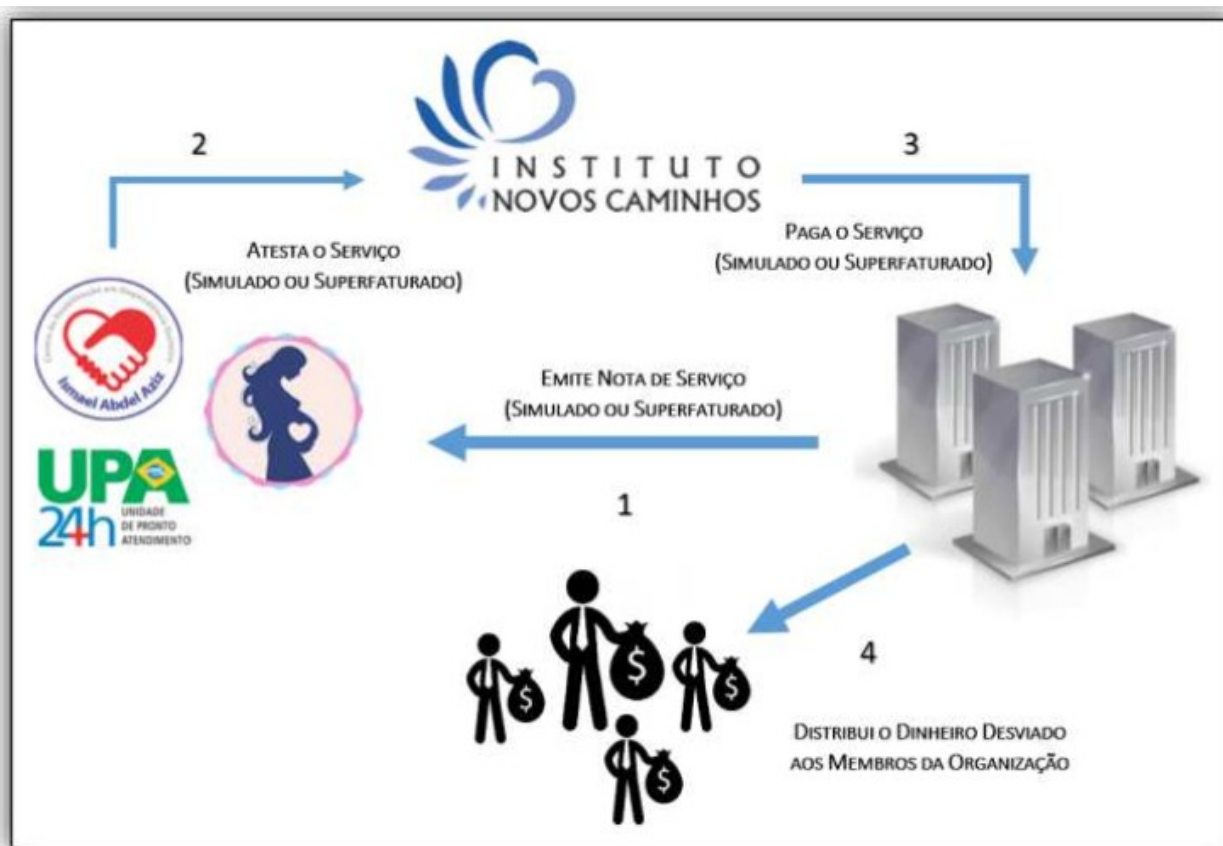 2
INSTITUTO
NOVOS CAMINHOS
3
ATESTA O SERVIÇO
(SIMULADO OU SUPERFATURADO)
PAGA O SERVIÇO
(SIMULADO OU SUPERFATURADO)
Ismael Abdel Aziz
EMITE NOTA DE SERVIÇO
(SIMULADO OU SUPERFATURADO)
UPA
24h
UNIDADE
DE PRONTO
ATENDIMENTO
1
$
$
$
$
4
DISTRIBUI O DINHEIRO DESVIADO
AOS MEMBROS DA ORGANIZAÇÃO